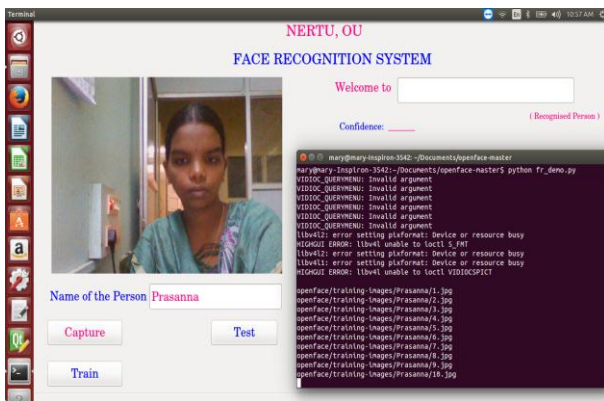 Terminal
10:57 AM
NERTU, OU
FACE RECOGNITION SYSTEM
Welcome to
( Recognised Person )
Confidence: _____
Name of the Person Prasanna
Capture
Test
Train
mary@mary-Inspiron-3542: ~/Documents/openface-master
mary@mary-Inspiron-3542:~/Documents/openface-master$ python fr_demo.py
VIDIOC_QUERYMENU: Invalid argument
VIDIOC_QUERYMENU: Invalid argument
VIDIOC_QUERYMENU: Invalid argument
VIDIOC_QUERYMENU: Invalid argument
VIDIOC_QUERYMENU: Invalid argument
VIDIOC_QUERYMENU: Invalid argument
libv4l2: error setting pixformat: Device or resource busy
HIGHGUI ERROR: libv4l unable to ioctl S_FMT
libv4l2: error setting pixformat: Device or resource busy
libv4l1: error setting pixformat: Device or resource busy
HIGHGUI ERROR: libv4l unable to ioctl VIDIOCSPICT
openface/training-images/Prasanna/1.jpg
openface/training-images/Prasanna/2.jpg
openface/training-images/Prasanna/3.jpg
openface/training-images/Prasanna/4.jpg
openface/training-images/Prasanna/5.jpg
openface/training-images/Prasanna/6.jpg
openface/training-images/Prasanna/7.jpg
openface/training-images/Prasanna/8.jpg
openface/training-images/Prasanna/9.jpg
openface/training-images/Prasanna/10.jpg